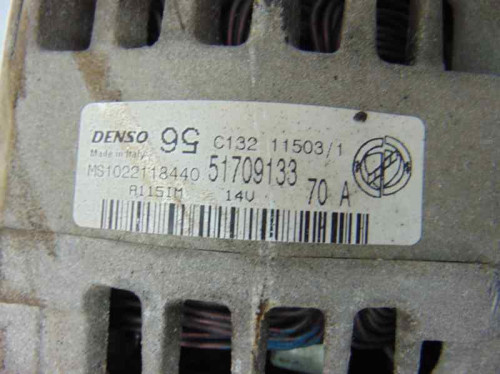 DENSO 95 C132 11503/1
Made in Italy
MS1022118440 51709133
A115IM 14V 70 A